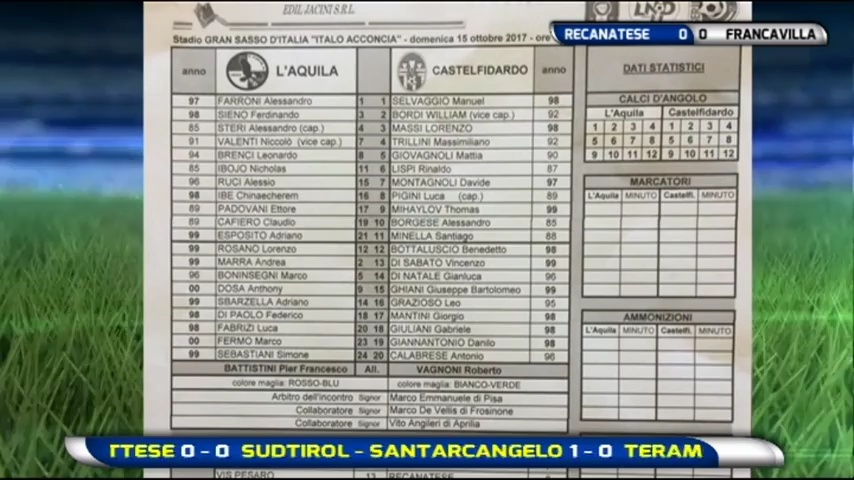 EDIL JACINI S.R.L.
Stadio GRAN SASSO D'ITALIA "ITALO ACCONCIA" - domenica 15 ottobre 2017 - ore
RECANATESE 0 0 FRANCAVILLA
anno L'AQUILA CASTELFIDARDO anno
97 FARRONI Alessandro 1 1 SELVAGGIO Manuel 98
98 SIENO Ferdinando 3 2 BORDI WILLIAM (vice cap.) 92
85 STERI Alessandro (cap.) 4 3 MASSI LORENZO 98
91 VALENTI Niccolò (vice cap.) 7 4 TRILLINI Massimiliano 92
94 BRENCI Leonardo 8 5 GIOVAGNOLI Mattia 90
85 IBOJO Nicholas 11 6 LISPI Rinaldo 87
96 RUCI Alessio 15 7 MONTAGNOLI Davide 97
98 IBE Chinaecherem 16 8 PIGINI Luca (cap.) 89
89 PADOVANI Ettore 17 9 MIHAYLOV Thomas 99
89 CAFIERO Claudio 19 10 BORGESE Alessandro 85
99 ESPOSITO Adriano 21 11 MINELLA Santiago 88
99 ROSANO Lorenzo 12 12 BOTTALUSCIO Benedetto 98
99 MARRA Andrea 2 13 DI SABATO Vincenzo 99
96 BONINSEGNI Marco 5 14 DI NATALE Gianluca 96
00 DOSA Anthony 9 15 GHIANI Giuseppe Bartolomeo 99
99 SBARZELLA Adriano 14 16 GRAZIOSO Leo 95
98 DI PAOLO Federico 18 17 MANTINI Giorgio 98
98 FABRIZI Luca 20 18 GIULIANI Gabriele 98
00 FERMO Marco 23 19 GIANNANTONIO Danilo 98
99 SEBASTIANI Simone 24 20 CALABRESE Antonio 96
BATTISTINI Pier Francesco All. VAGNONI Roberto
colore maglia: ROSSO-BLU colore maglia: BIANCO-VERDE
Arbitro dell'incontro Signor Marco Emmanuele di Pisa
Collaboratore Signor Marco De Vellis di Frosinone
Collaboratore Signor Vito Angileri di Aprilia
DATI STATISTICI
CALCI D'ANGOLO
L'Aquila Castelfidardo
1 2 3 4 1 2 3 4
5 6 7 8 5 6 7 8
9 10 11 12 9 10 11 12
MARCATORI
L'Aquila MINUTO Castelfi. MINUTO
AMMONIZIONI
L'Aquila MINUTO Castelfi. MINUTO
TTESE 0 - 0 SUDTIROL - SANTARCANGELO 1 - 0 TERAM
VIS PESARO 13 RECANATESE